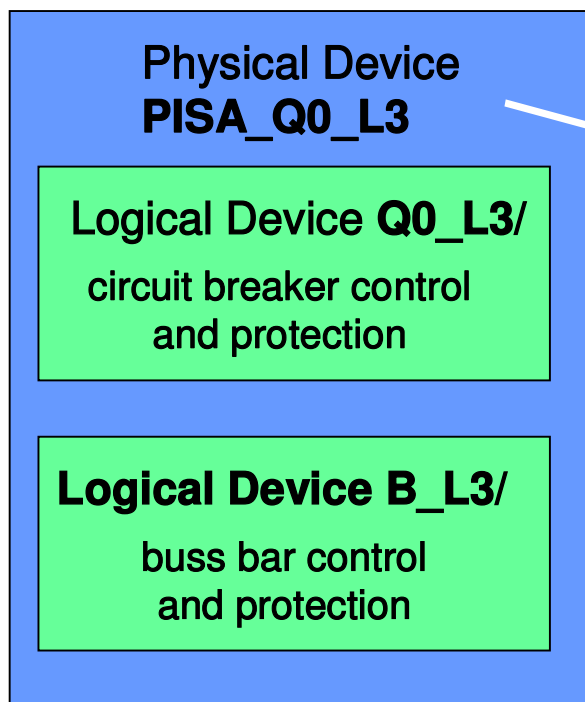 Physical Device
PISA_Q0_L3
Logical Device Q0_L3/
circuit breaker control
and protection
Logical Device B_L3/
buss bar control
and protection